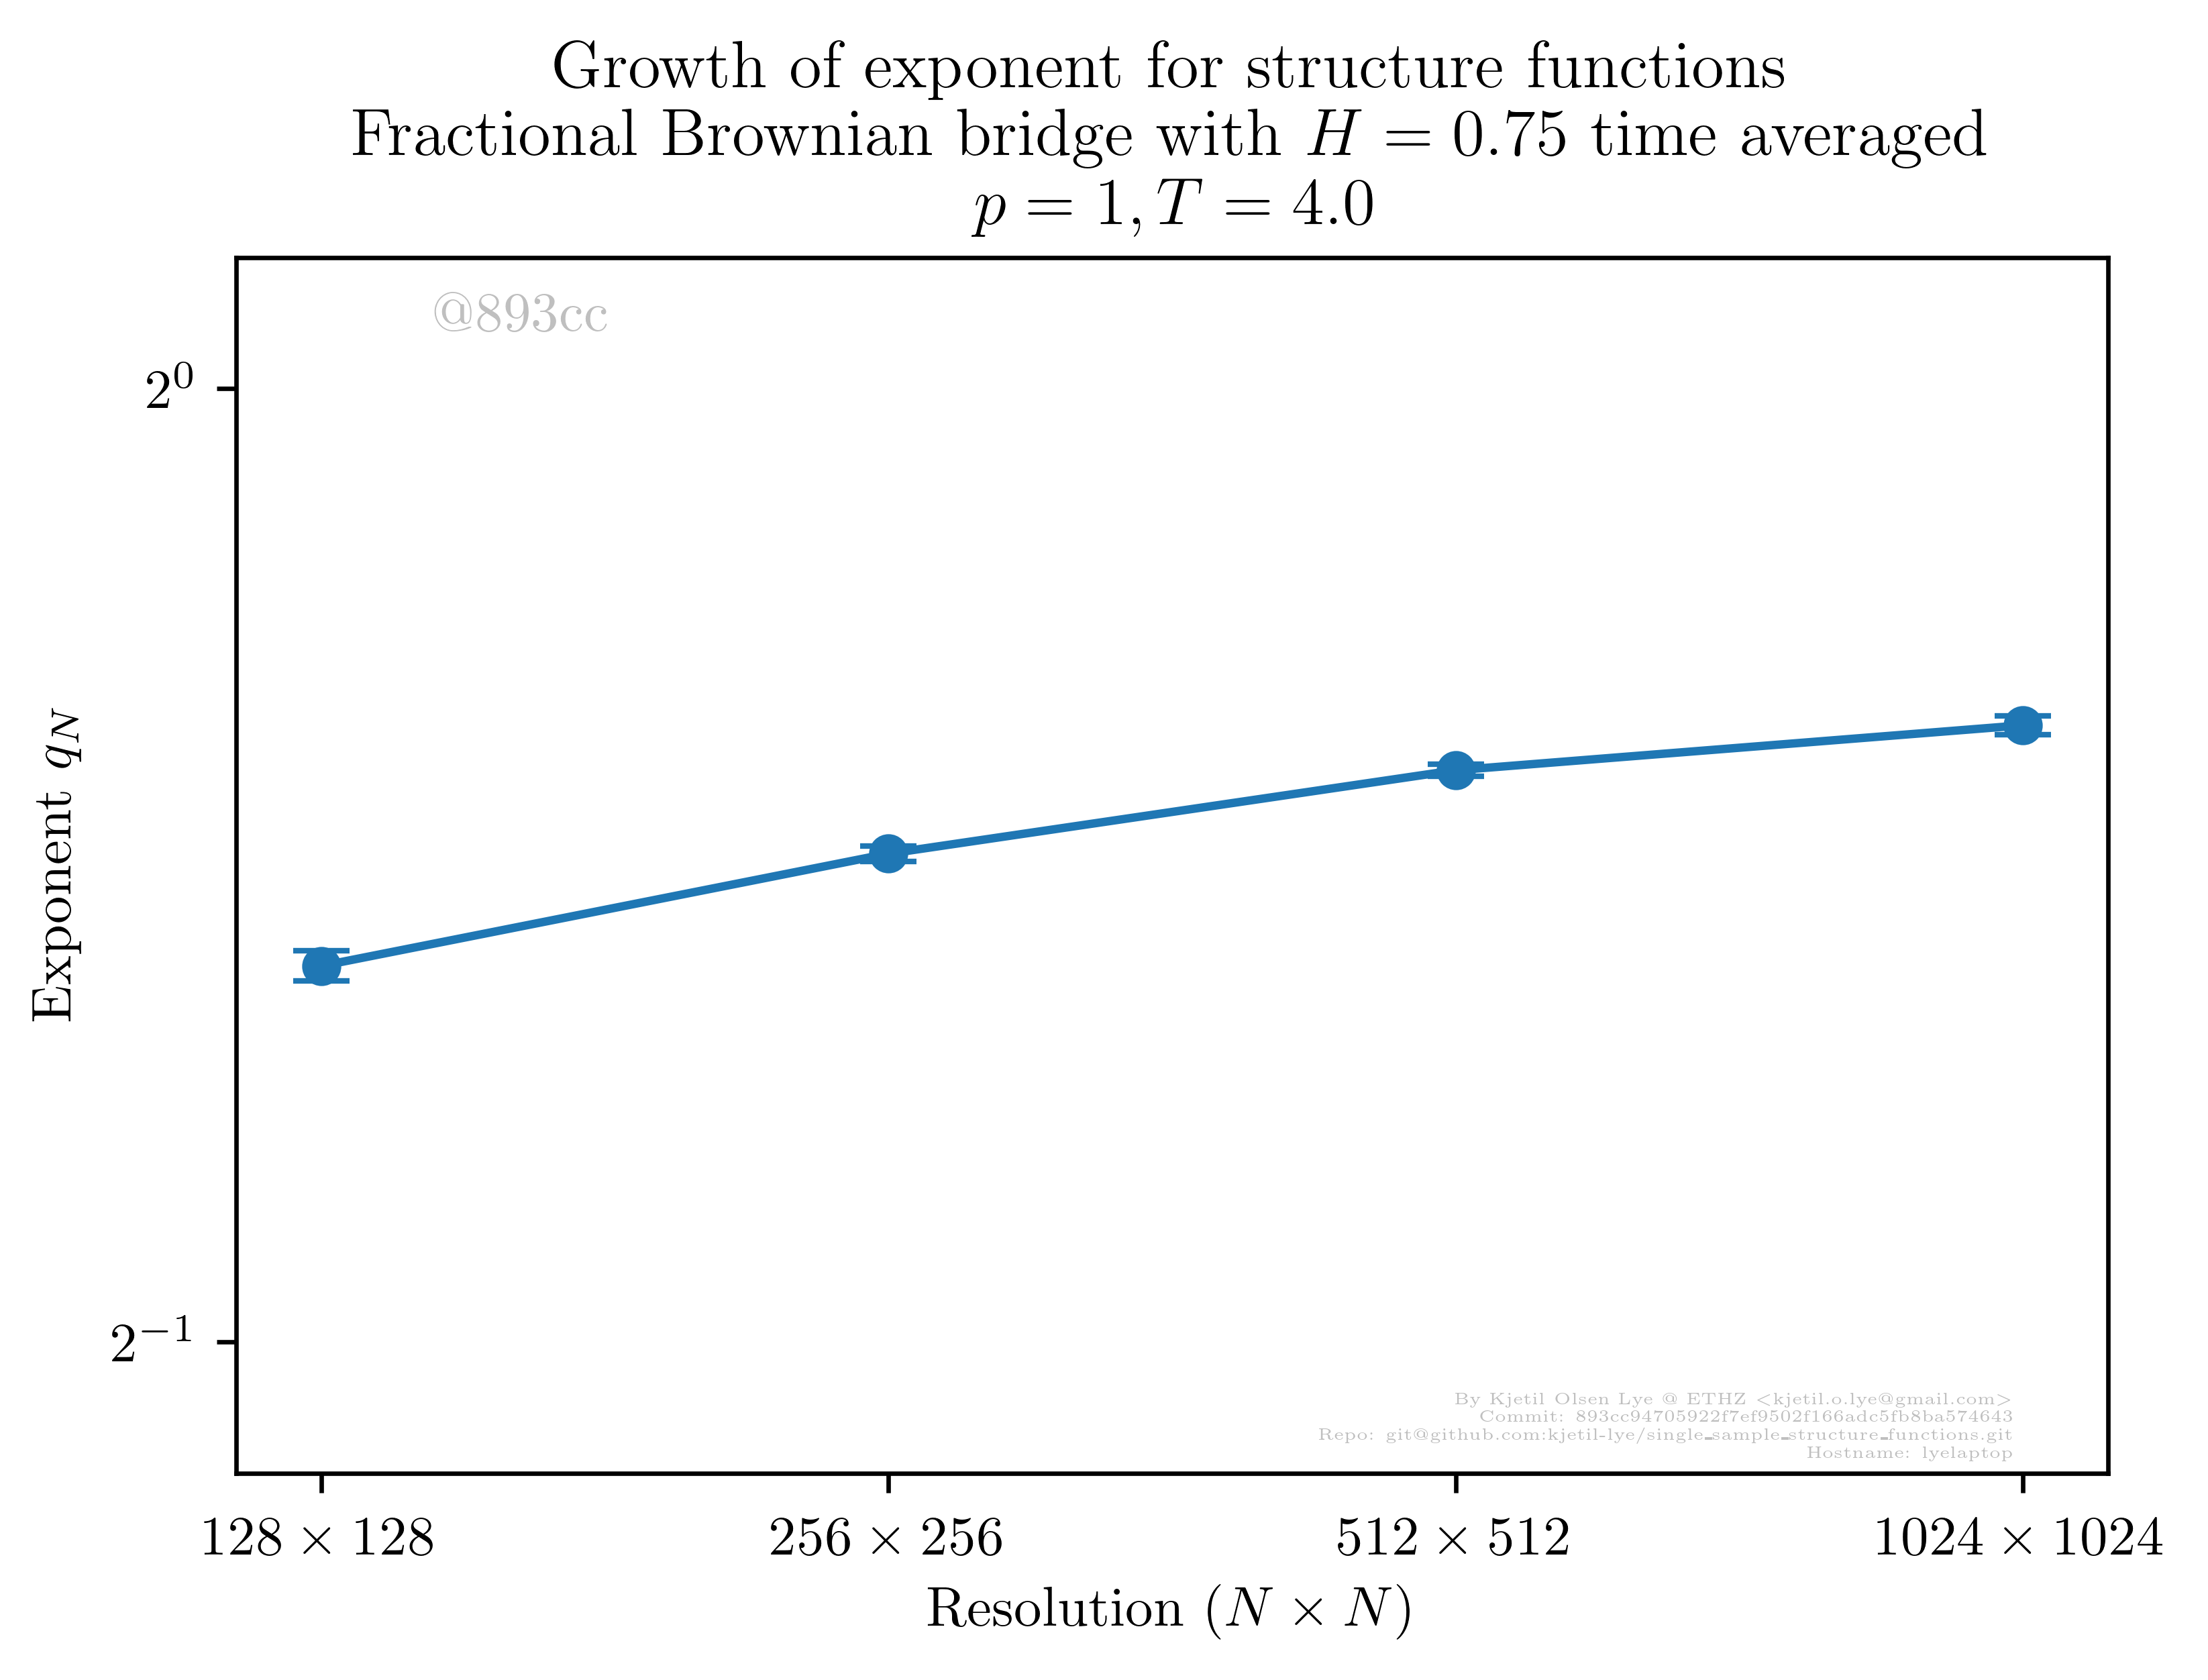 Growth of exponent for structure functions
Fractional Brownian bridge with H = 0.75 time averaged
p = 1, T = 4.0
@893cc
2⁰
Exponent q_N
2⁻¹
By Kjetil Olsen Lye @ ETHZ <kjetil.o.lye@gmail.com>
Commit: 893cc94705922f7ef9502f166adc5fb8ba574643
Repo: git@github.com:kjetil-lye/single_sample_structure_functions.git
Hostname: lyelaptop
128 × 128
256 × 256
512 × 512
1024 × 1024
Resolution (N × N)